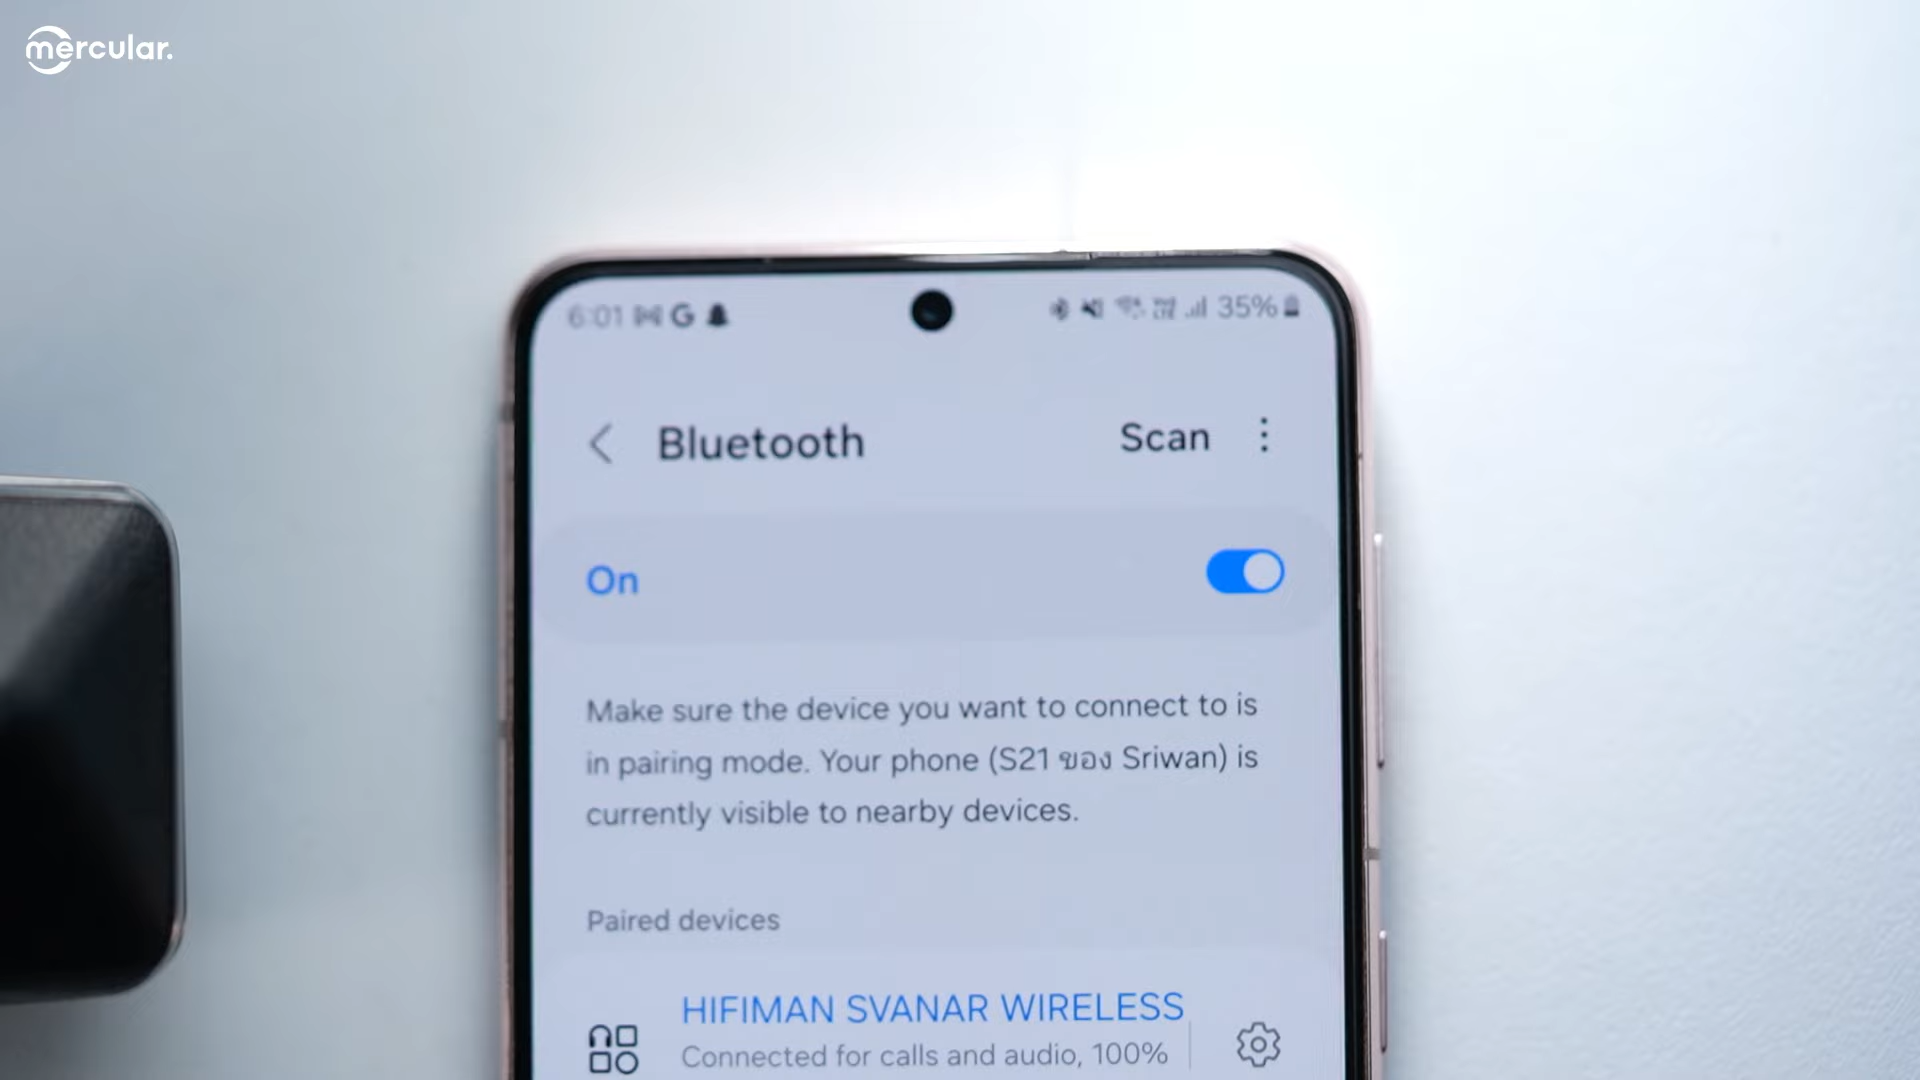 mercular.
6:01
35%
Bluetooth
Scan
On
Make sure the device you want to connect to is
in pairing mode. Your phone (S21 ของ Sriwan) is
currently visible to nearby devices.
Paired devices
HIFIMAN SVANAR WIRELESS
Connected for calls and audio, 100%